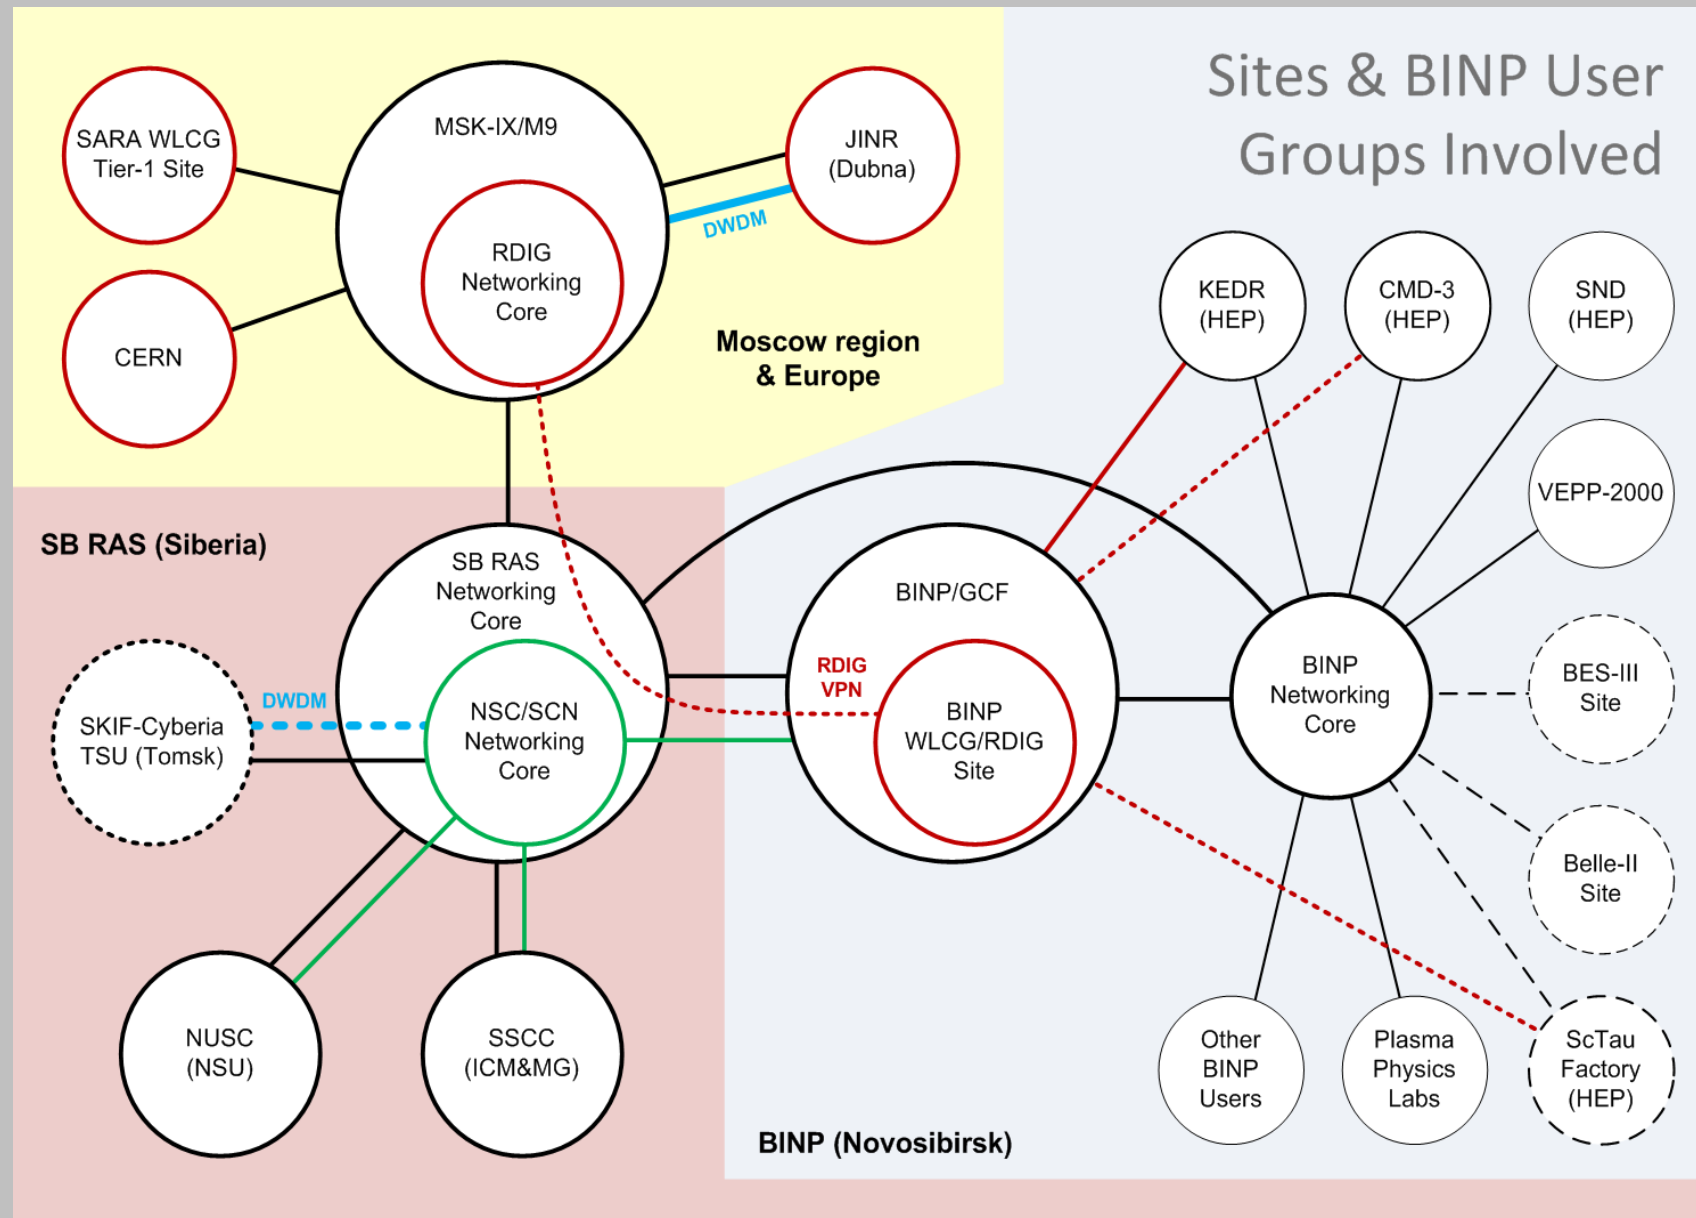 Sites & BINP User
Groups Involved
SARA WLCG
Tier-1 Site
MSK-IX/M9
JINR
(Dubna)
DWDM
RDIG
Networking
Core
CERN
Moscow region
& Europe
KEDR
(HEP)
CMD-3
(HEP)
SND
(HEP)
VEPP-2000
SB RAS (Siberia)
SB RAS
Networking
Core
BINP/GCF
RDIG
VPN
BINP
WLCG/RDIG
Site
BINP
Networking
Core
BES-III
Site
DWDM
SKIF-Cyberia
TSU (Tomsk)
NSC/SCN
Networking
Core
Belle-II
Site
NUSC
(NSU)
SSCC
(ICM&MG)
Other
BINP
Users
Plasma
Physics
Labs
ScTau
Factory
(HEP)
BINP (Novosibirsk)